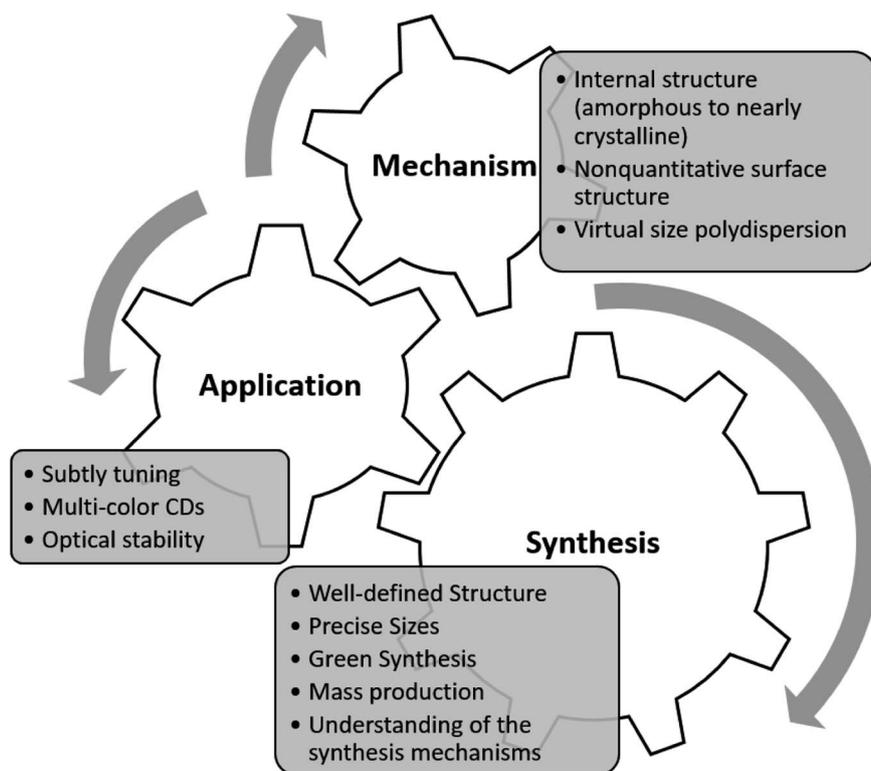 Mechanism
• Internal structure
(amorphous to nearly
crystalline)
• Nonquantitative surface
structure
• Virtual size polydispersion
Application
• Subtly tuning
• Multi-color CDs
• Optical stability
Synthesis
• Well-defined Structure
• Precise Sizes
• Green Synthesis
• Mass production
• Understanding of the
synthesis mechanisms